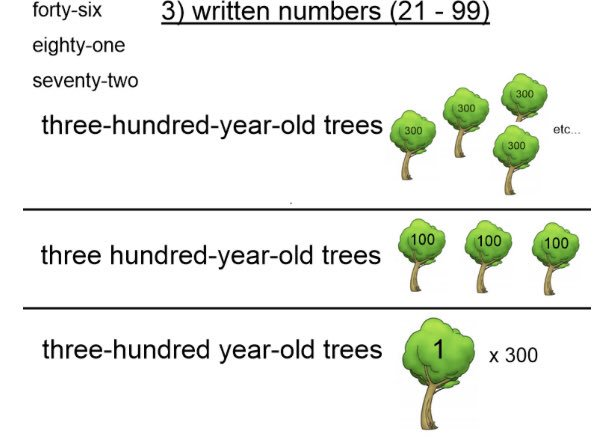 forty-six
3) written numbers (21 - 99)
eighty-one
seventy-two
three-hundred-year-old trees
300
300
300
300
etc...
three hundred-year-old trees
100
100
100
three-hundred year-old trees
1
x 300